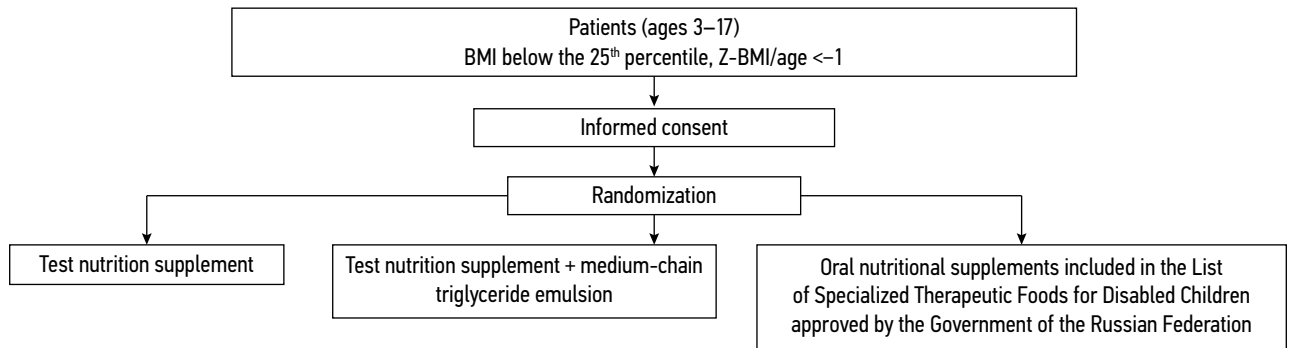 Patients (ages 3–17)
BMI below the 25th percentile, Z-BMI/age <–1
Informed consent
Randomization
Test nutrition supplement
Test nutrition supplement + medium-chain
triglyceride emulsion
Oral nutritional supplements included in the List
of Specialized Therapeutic Foods for Disabled Children
approved by the Government of the Russian Federation